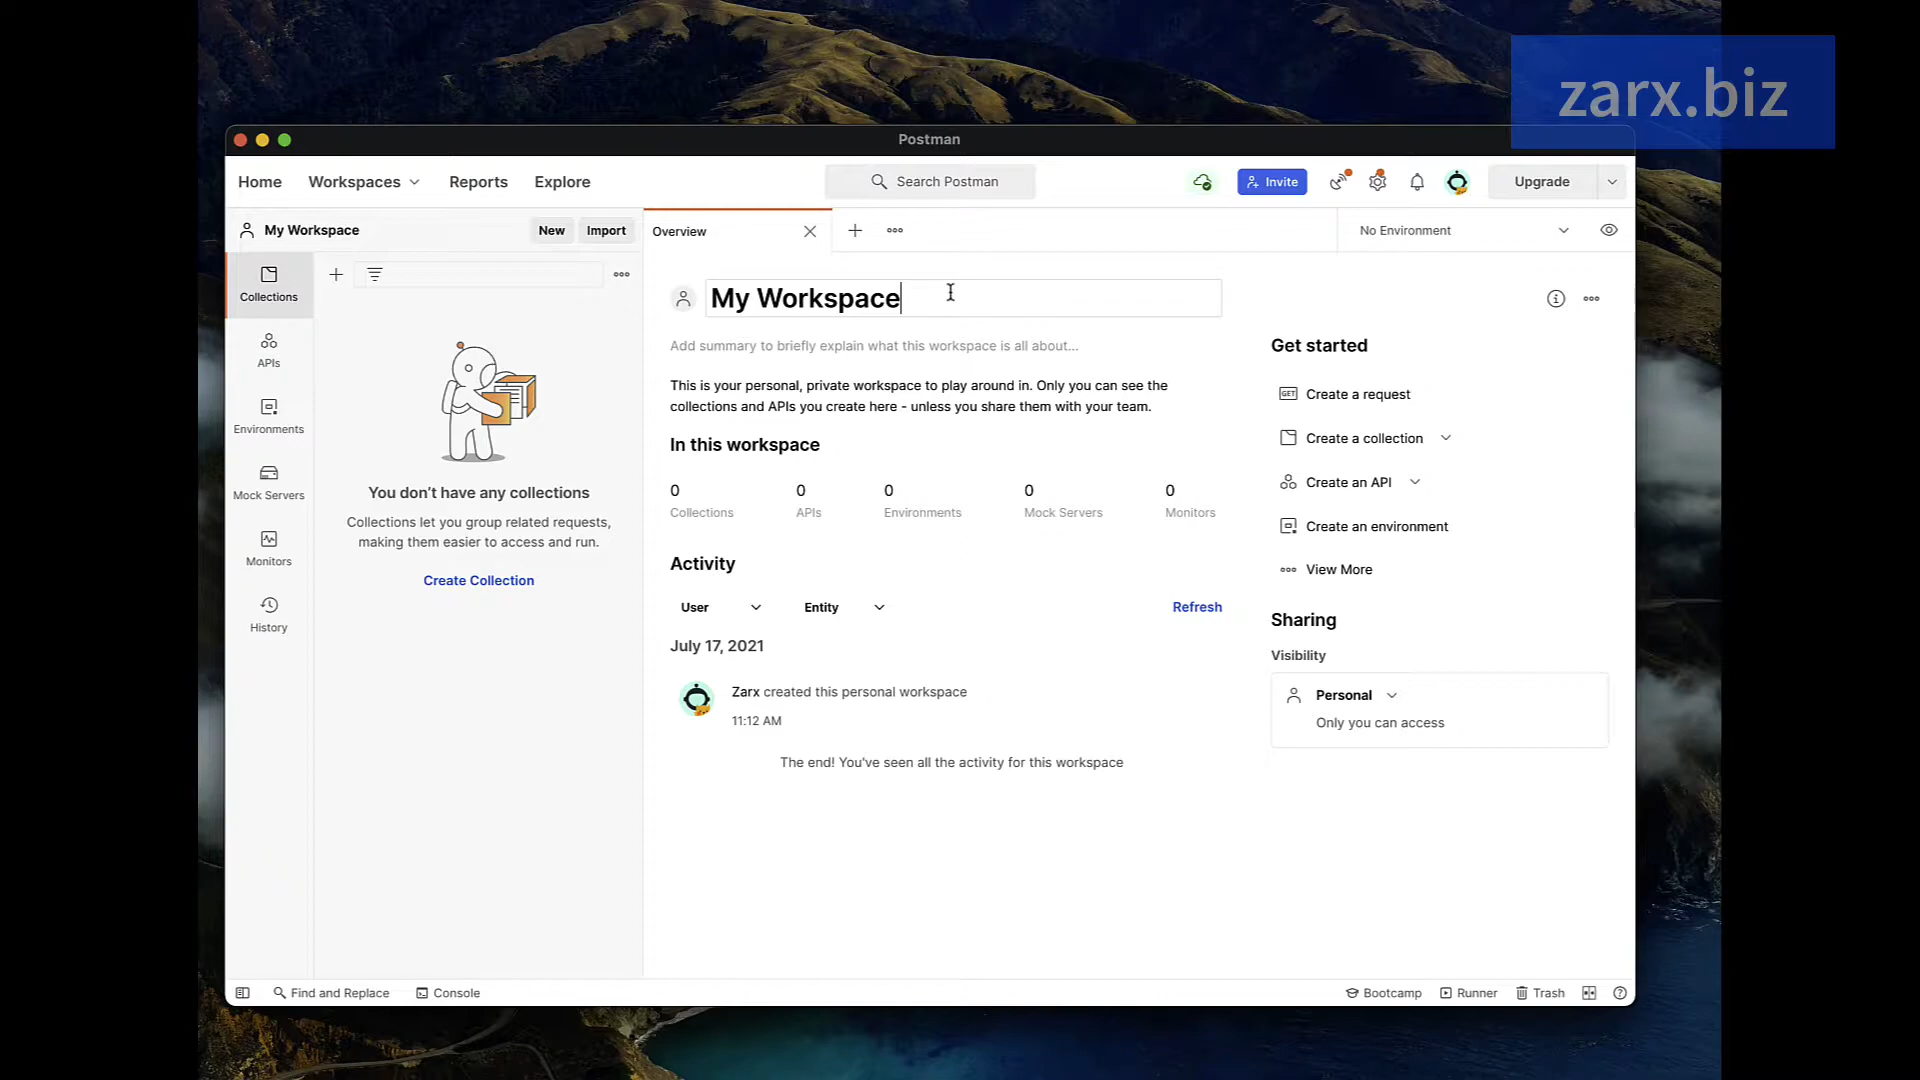 zarx.biz
Postman
Home Workspaces Reports Explore Search Postman Invite Upgrade
My Workspace New Import Overview No Environment
Collections
APIs
Environments
Mock Servers
Monitors
History
You don’t have any collections
Collections let you group related requests,
making them easier to access and run.
Create Collection
My Workspace
Add summary to briefly explain what this workspace is all about...
This is your personal, private workspace to play around in. Only you can see the
collections and APIs you create here - unless you share them with your team.
In this workspace
0 0 0 0 0
Collections APIs Environments Mock Servers Monitors
Activity
User Entity Refresh
July 17, 2021
Zarx created this personal workspace
11:12 AM
The end! You've seen all the activity for this workspace
Get started
GET Create a request
Create a collection
Create an API
Create an environment
View More
Sharing
Visibility
Personal
Only you can access
Find and Replace Console Bootcamp Runner Trash